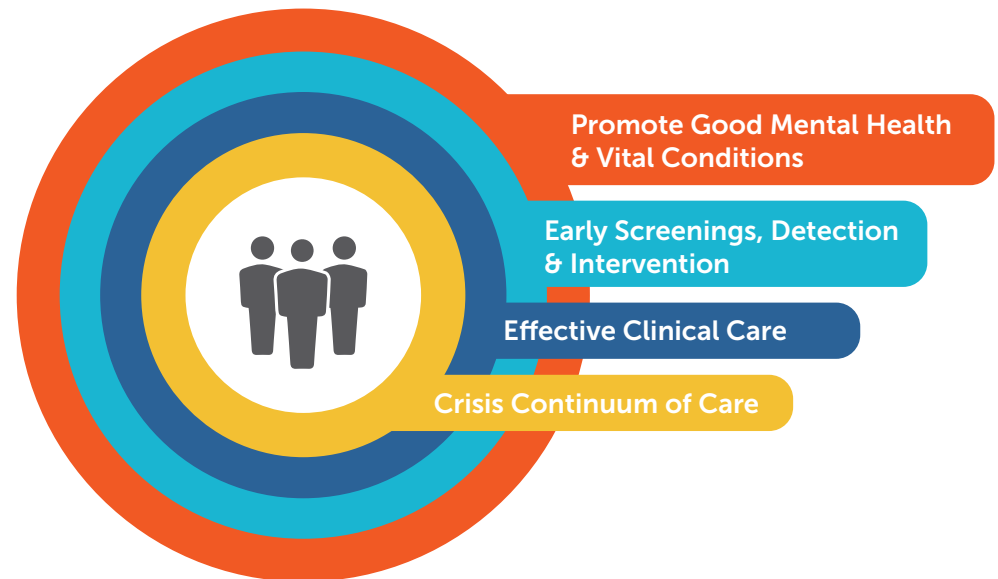 Promote Good Mental Health
& Vital Conditions
Early Screenings, Detection
& Intervention
Effective Clinical Care
Crisis Continuum of Care